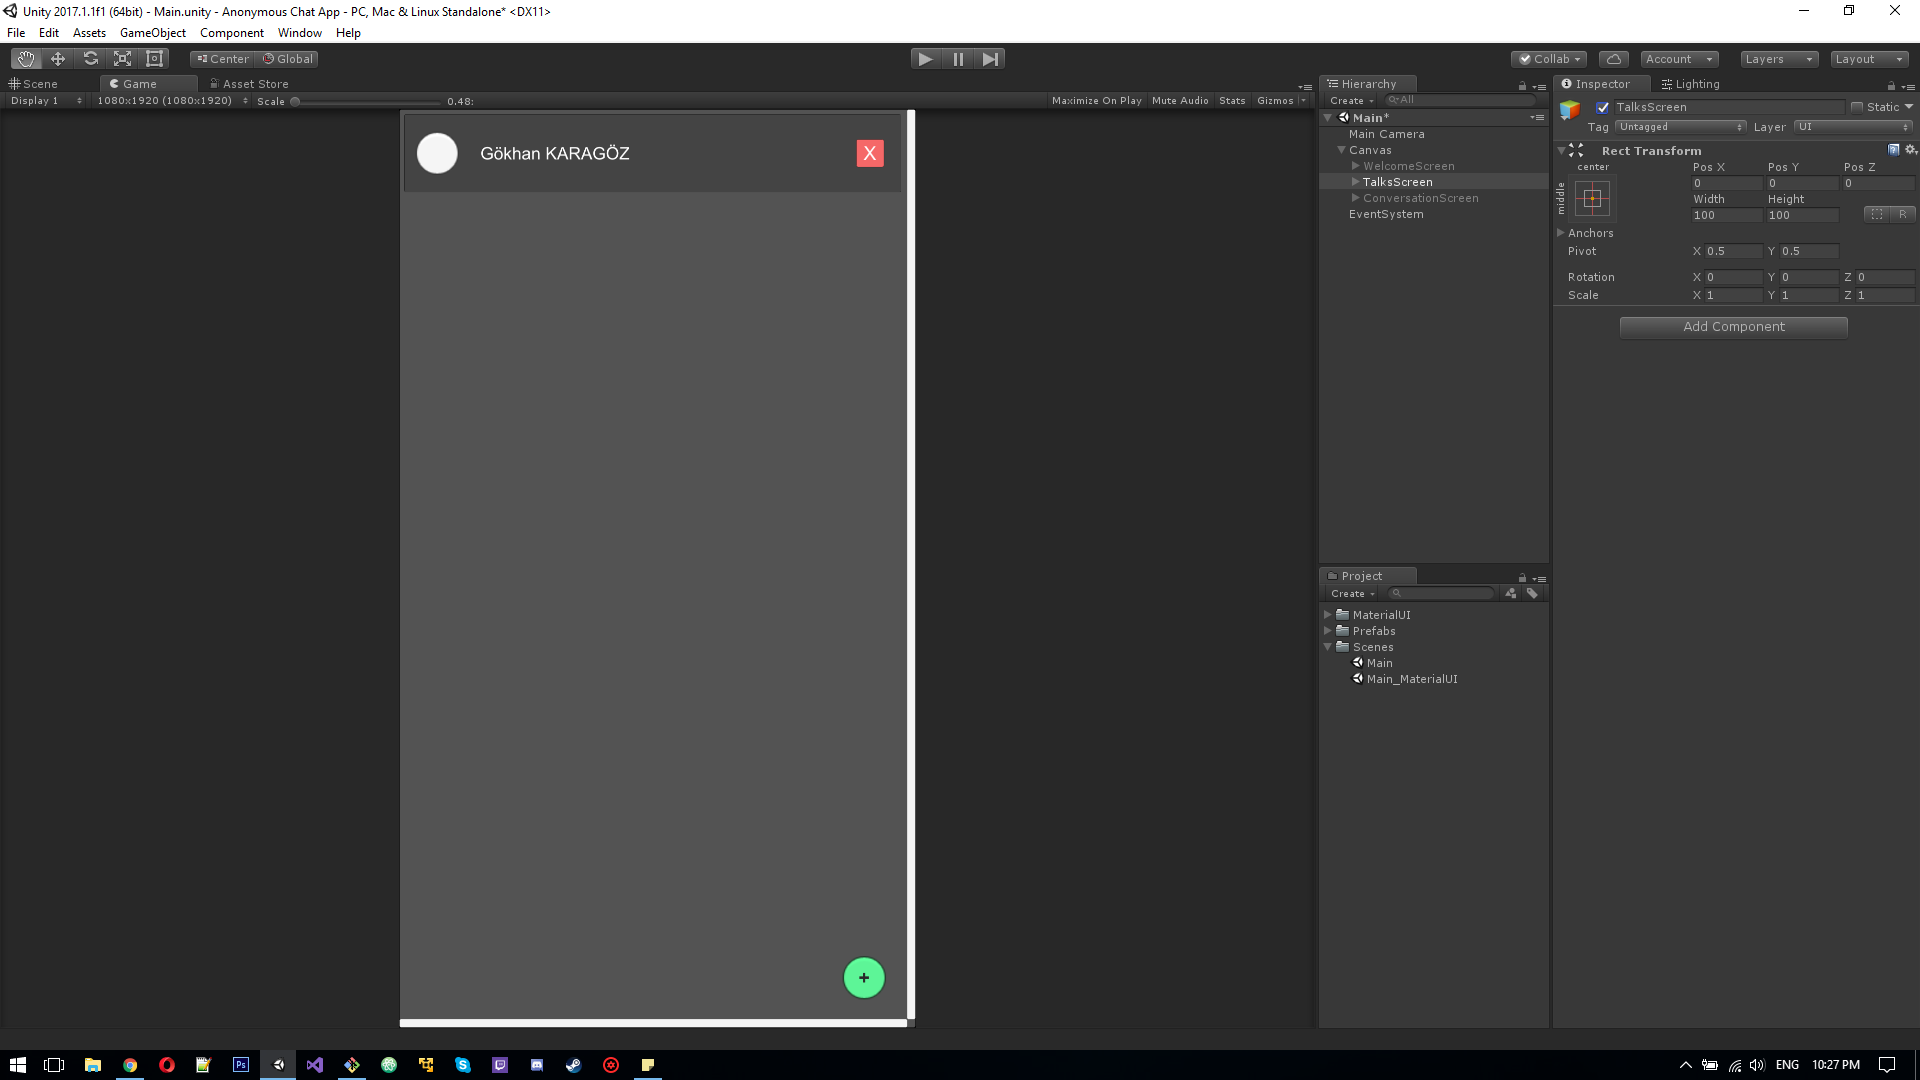 Unity 2017.1.1f1 (64bit) - Main.unity - Anonymous Chat App - PC, Mac & Linux Standalone* <DX11>
File Edit Assets GameObject Component Window Help
Center Global Collab Account Layers Layout
Scene Game Asset Store
Display 1 1080x1920 (1080x1920) Scale 0.48: Maximize On Play Mute Audio Stats Gizmos
Gökhan KARAGÖZ X
+
Hierarchy
Create All
Main*
Main Camera
Canvas
WelcomeScreen
TalksScreen
ConversationScreen
EventSystem
Project
Create
MaterialUI
Prefabs
Scenes
Main
Main_MaterialUI
Inspector Lighting
TalksScreen Static
Tag Untagged Layer UI
Rect Transform
center Pos X Pos Y Pos Z
middle 0 0 0
Width Height
100 100 R
Anchors
Pivot X 0.5 Y 0.5
Rotation X 0 Y 0 Z 0
Scale X 1 Y 1 Z 1
Add Component
Ps ENG 10:27 PM